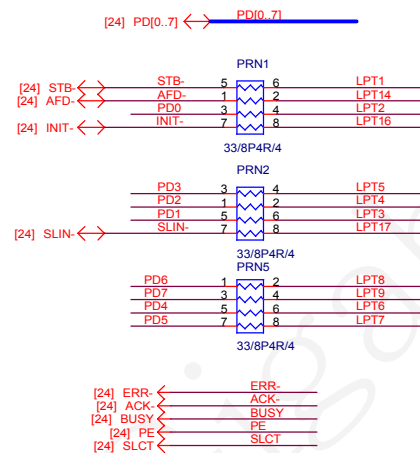 [24] PD[0..7] PD[0..7]
PRN1
[24] STB- STB- 5 6 LPT1
[24] AFD- AFD- 1 2 LPT14
PD0 3 4 LPT2
[24] INIT- INIT- 7 8 LPT16
33/8P4R/4
PRN2
PD3 3 4 LPT5
PD2 1 2 LPT4
PD1 5 6 LPT3
[24] SLIN- SLIN- 7 8 LPT17
33/8P4R/4
PRN5
PD6 1 2 LPT8
PD7 3 4 LPT9
PD4 5 6 LPT6
PD5 7 8 LPT7
33/8P4R/4
[24] ERR- ERR-
[24] ACK- ACK-
[24] BUSY BUSY
[24] PE PE
[24] SLCT SLCT